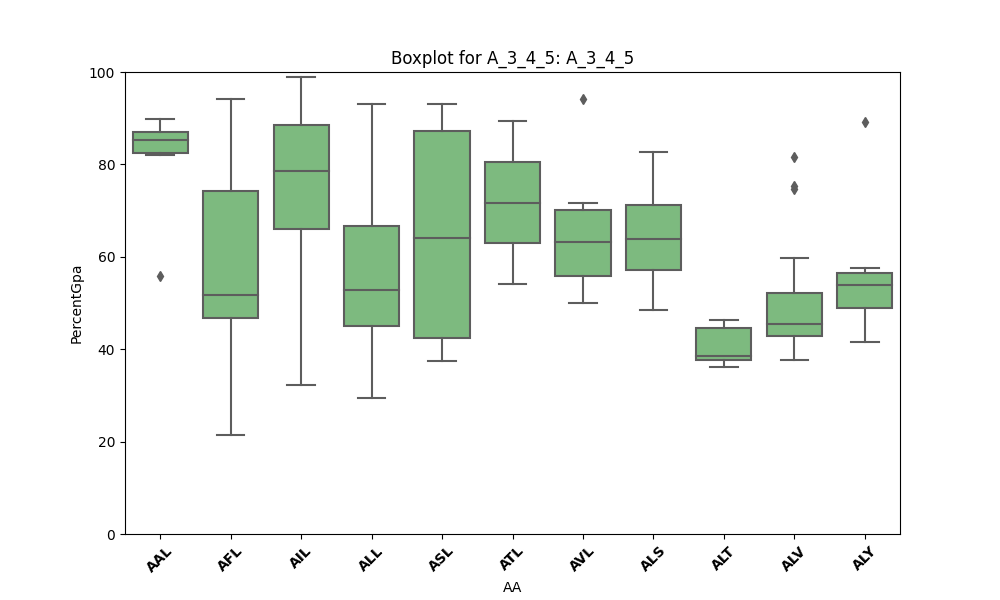 Boxplot for A_3_4_5: A_3_4_5
PercentGpa
100
80
60
40
20
0
AAL AFL AIL ALL ASL ATL AVL ALS ALT ALV ALY
AA